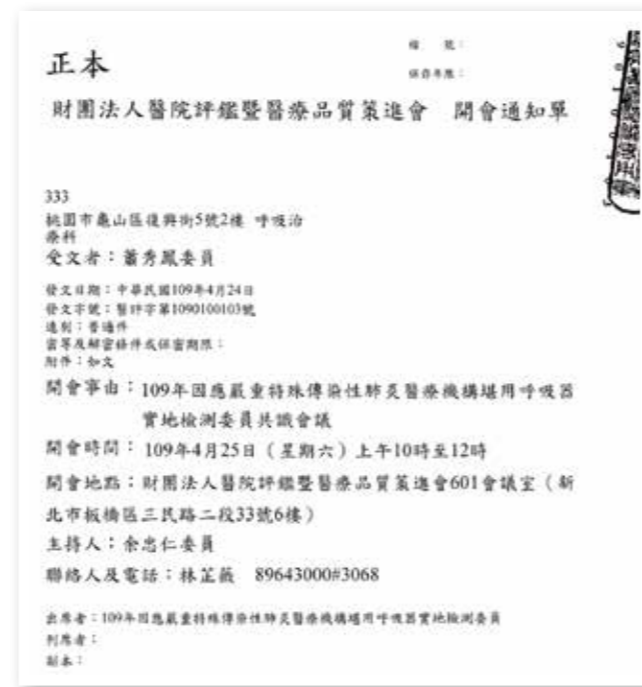 檔　號：
保存年限：
正本
財團法人醫院評鑑暨醫療品質策進會　開會通知單
333
桃園市龜山區復興街5號2樓 呼吸治
療科
受文者：蕭秀鳳委員
發文日期：中華民國109年4月24日
發文字號：醫評字第1090100103號
速別：普通件
密等及解密條件或保密期限：
附件：如文
開會事由：109年因應嚴重特殊傳染性肺炎醫療機構堪用呼吸器
實地檢測委員共識會議
開會時間：109年4月25日（星期六）上午10時至12時
開會地點：財團法人醫院評鑑暨醫療品質策進會601會議室（新
北市板橋區三民路二段33號6樓）
主持人：余忠仁委員
聯絡人及電話：林芷薇　89643000#3068
出席者：109年因應嚴重特殊傳染性肺炎醫療機構堪用呼吸器實地檢測委員
列席者：
副本：